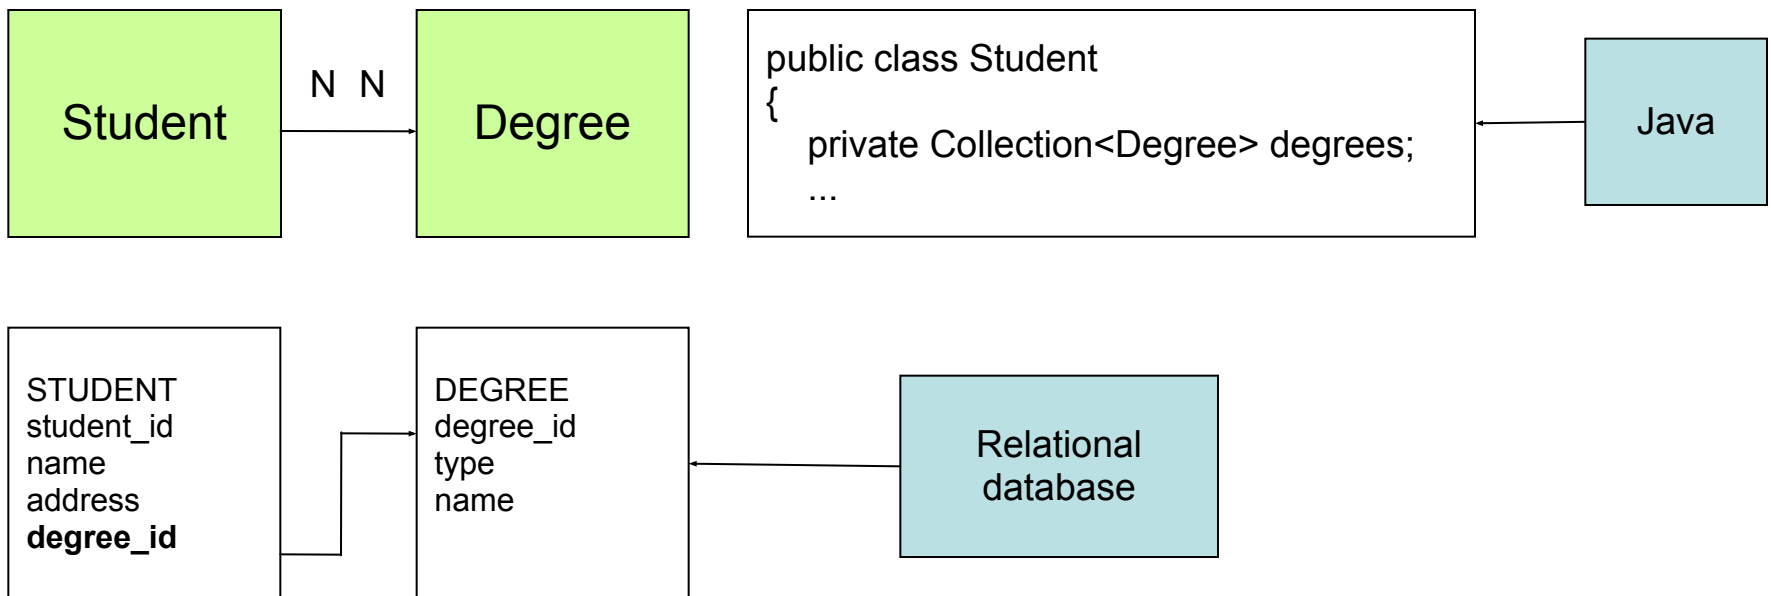 Student
N N
Degree
public class Student
{
private Collection<Degree> degrees;
...
Java
STUDENT
student_id
name
address
degree_id
DEGREE
degree_id
type
name
Relational
database